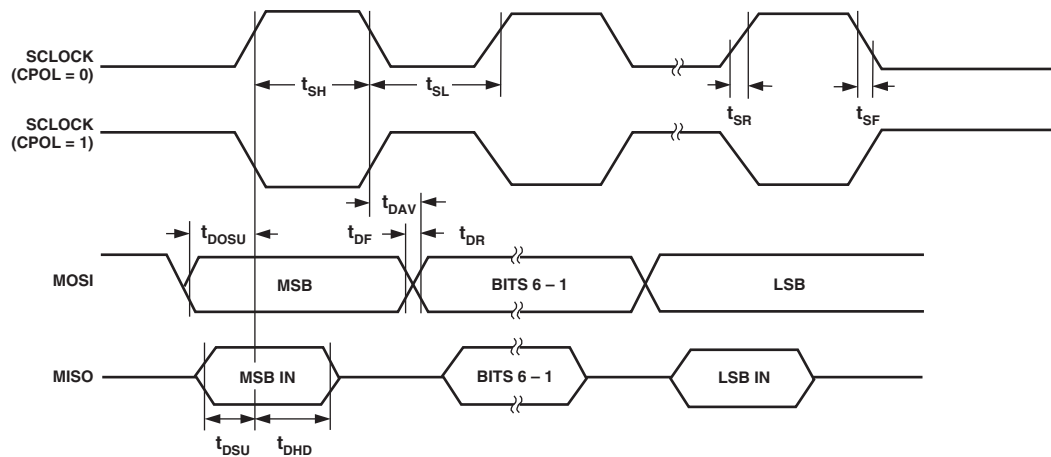 SCLOCK
(CPOL = 0)
tSH
tSL
tSR
tSF
SCLOCK
(CPOL = 1)
tDAV
tDOSU
tDF
tDR
MOSI
MSB
BITS 6 – 1
LSB
MISO
MSB IN
BITS 6 – 1
LSB IN
tDSU
tDHD